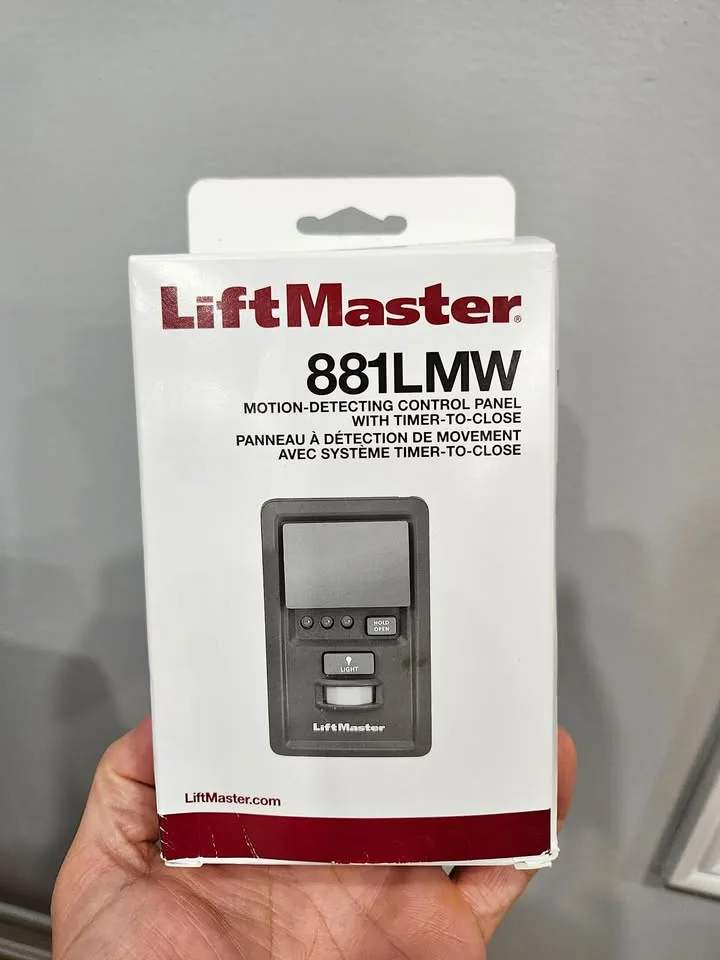 LiftMaster®
881LMW
MOTION-DETECTING CONTROL PANEL
WITH TIMER-TO-CLOSE
PANNEAU À DÉTECTION DE MOVEMENT
AVEC SYSTÈME TIMER-TO-CLOSE
HOLD
OPEN
LIGHT
LiftMaster
LiftMaster.com